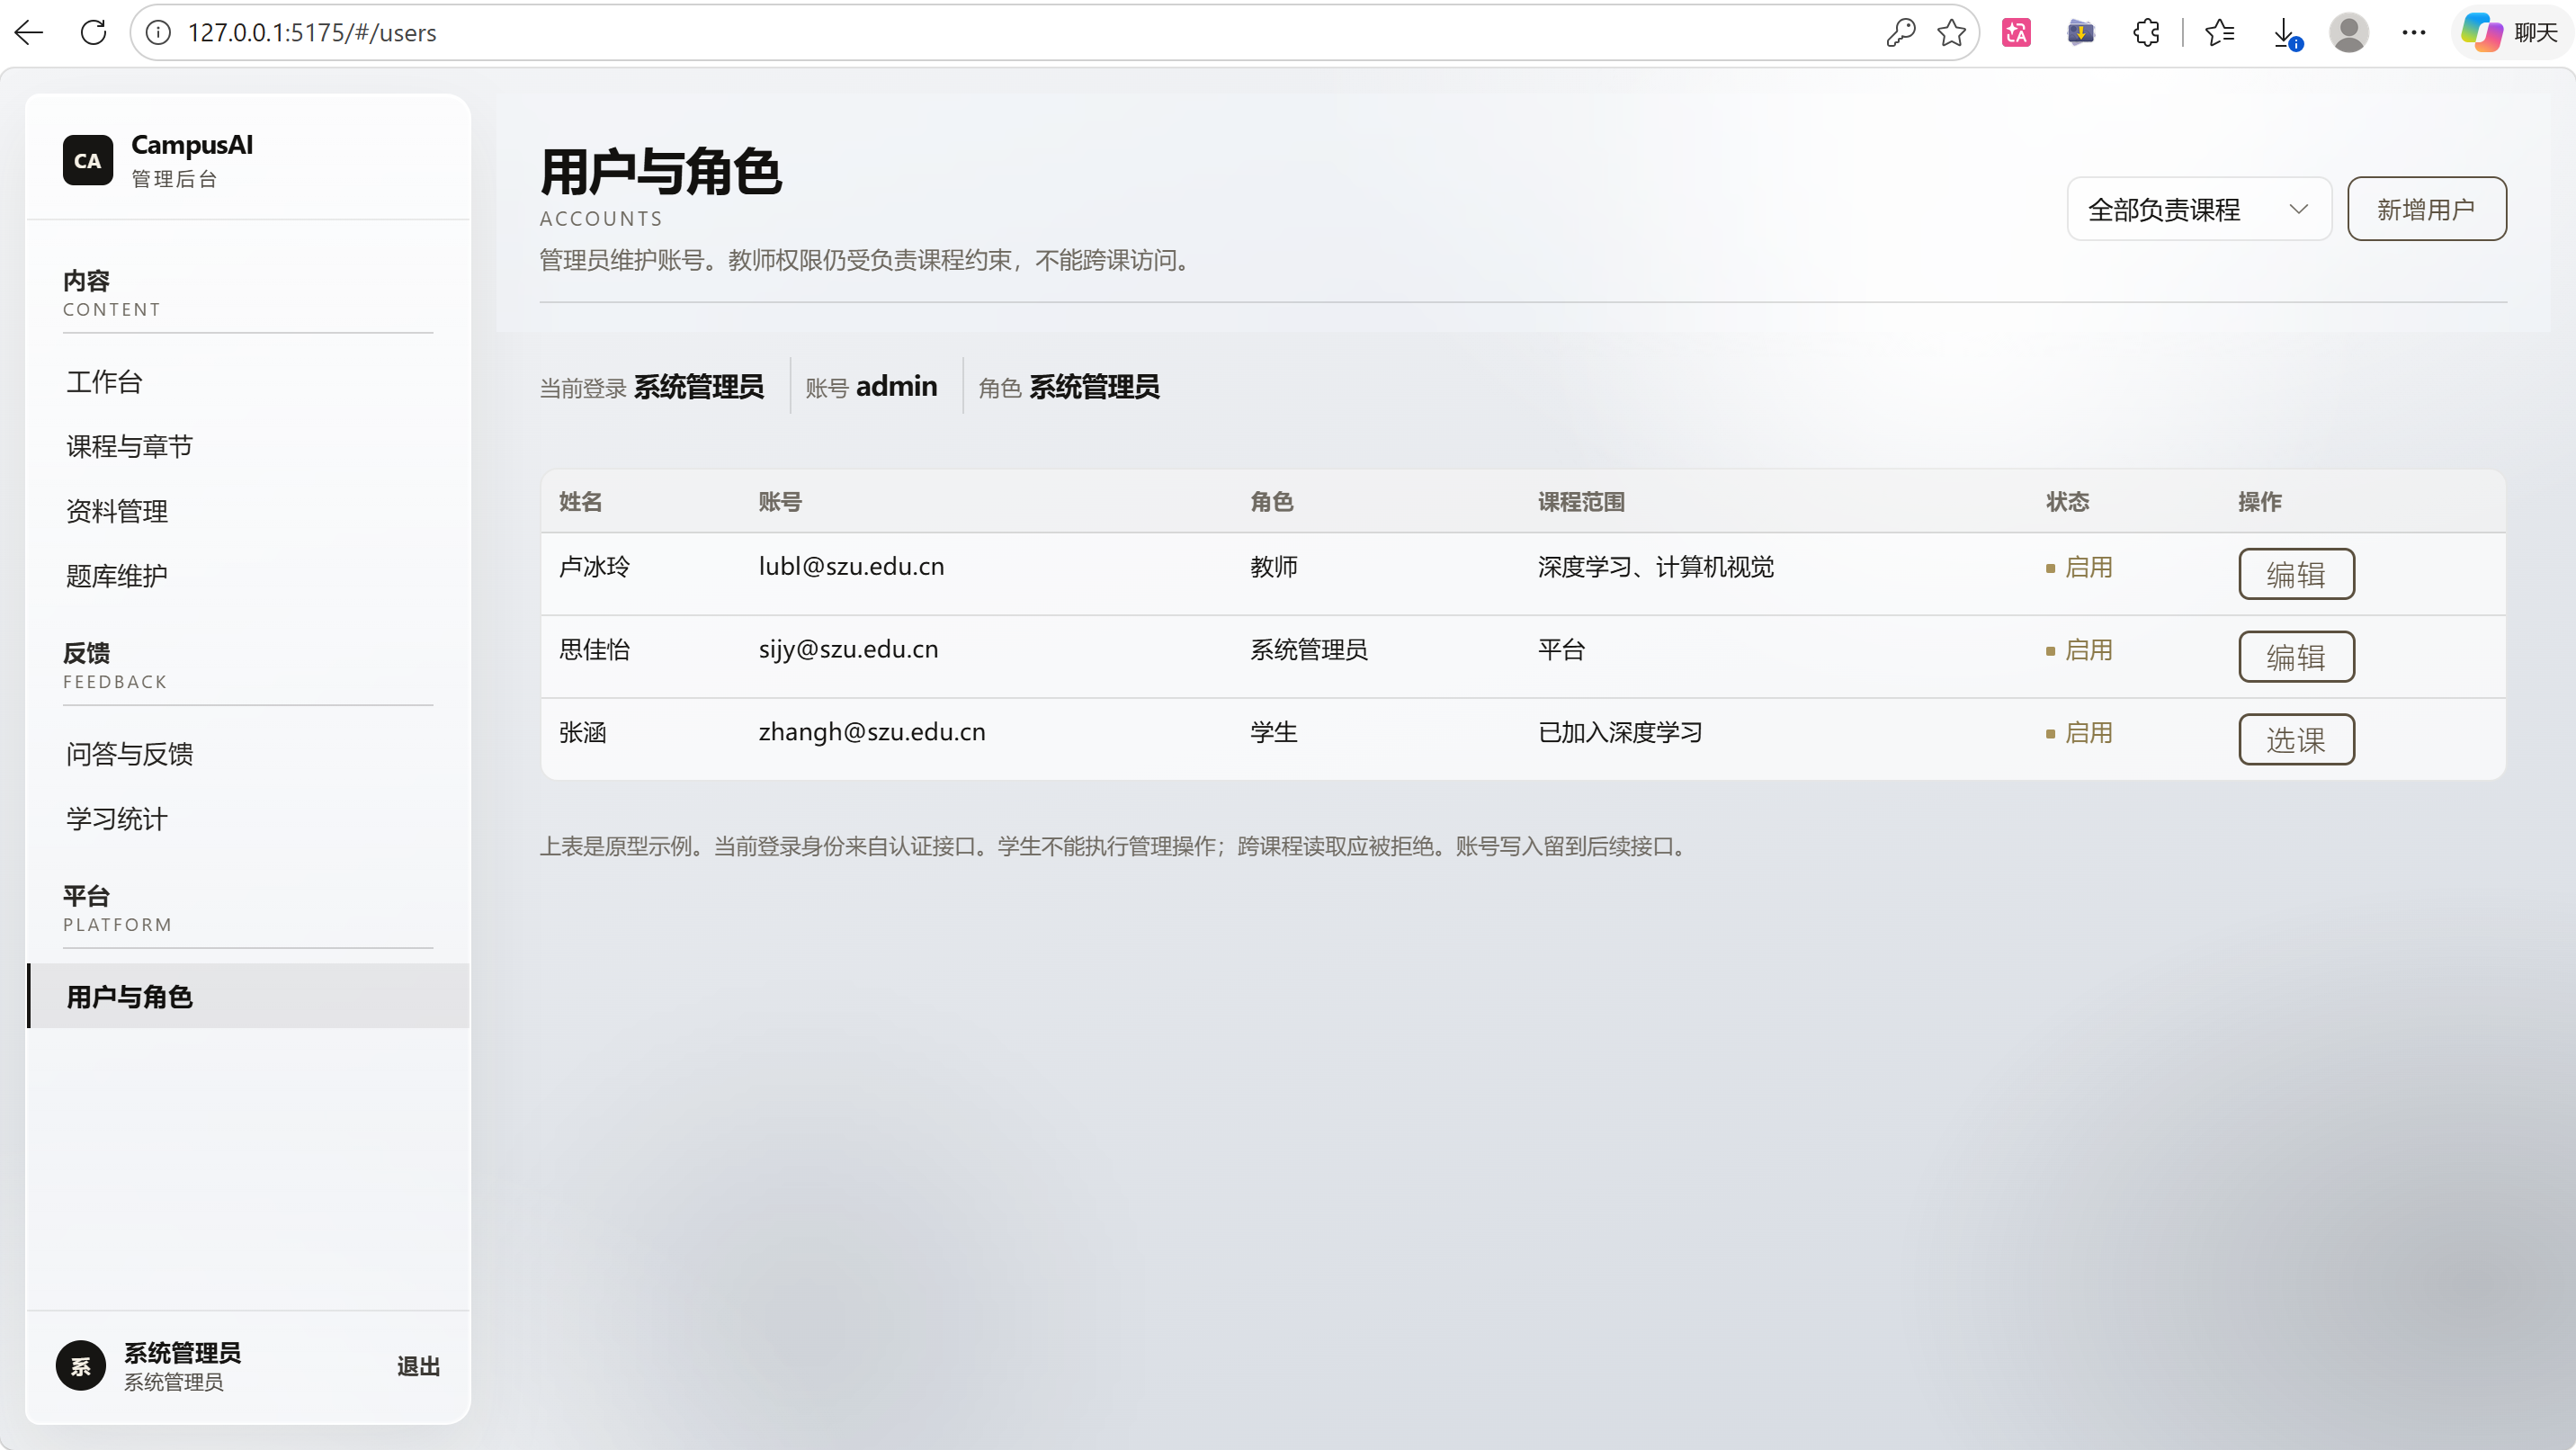 127.0.0.1:5175/#/users
聊天
CA
CampusAI
管理后台
内容
CONTENT
工作台
课程与章节
资料管理
题库维护
反馈
FEEDBACK
问答与反馈
学习统计
平台
PLATFORM
用户与角色
系
系统管理员
系统管理员
退出
用户与角色
ACCOUNTS
管理员维护账号。教师权限仍受负责课程约束，不能跨课访问。
全部负责课程
新增用户
当前登录 系统管理员 账号 admin 角色 系统管理员
姓名 账号 角色 课程范围 状态 操作
卢冰玲 lubl@szu.edu.cn 教师 深度学习、计算机视觉 启用 编辑
思佳怡 sijy@szu.edu.cn 系统管理员 平台 启用 编辑
张涵 zhangh@szu.edu.cn 学生 已加入深度学习 启用 选课
上表是原型示例。当前登录身份来自认证接口。学生不能执行管理操作；跨课程读取应被拒绝。账号写入留到后续接口。